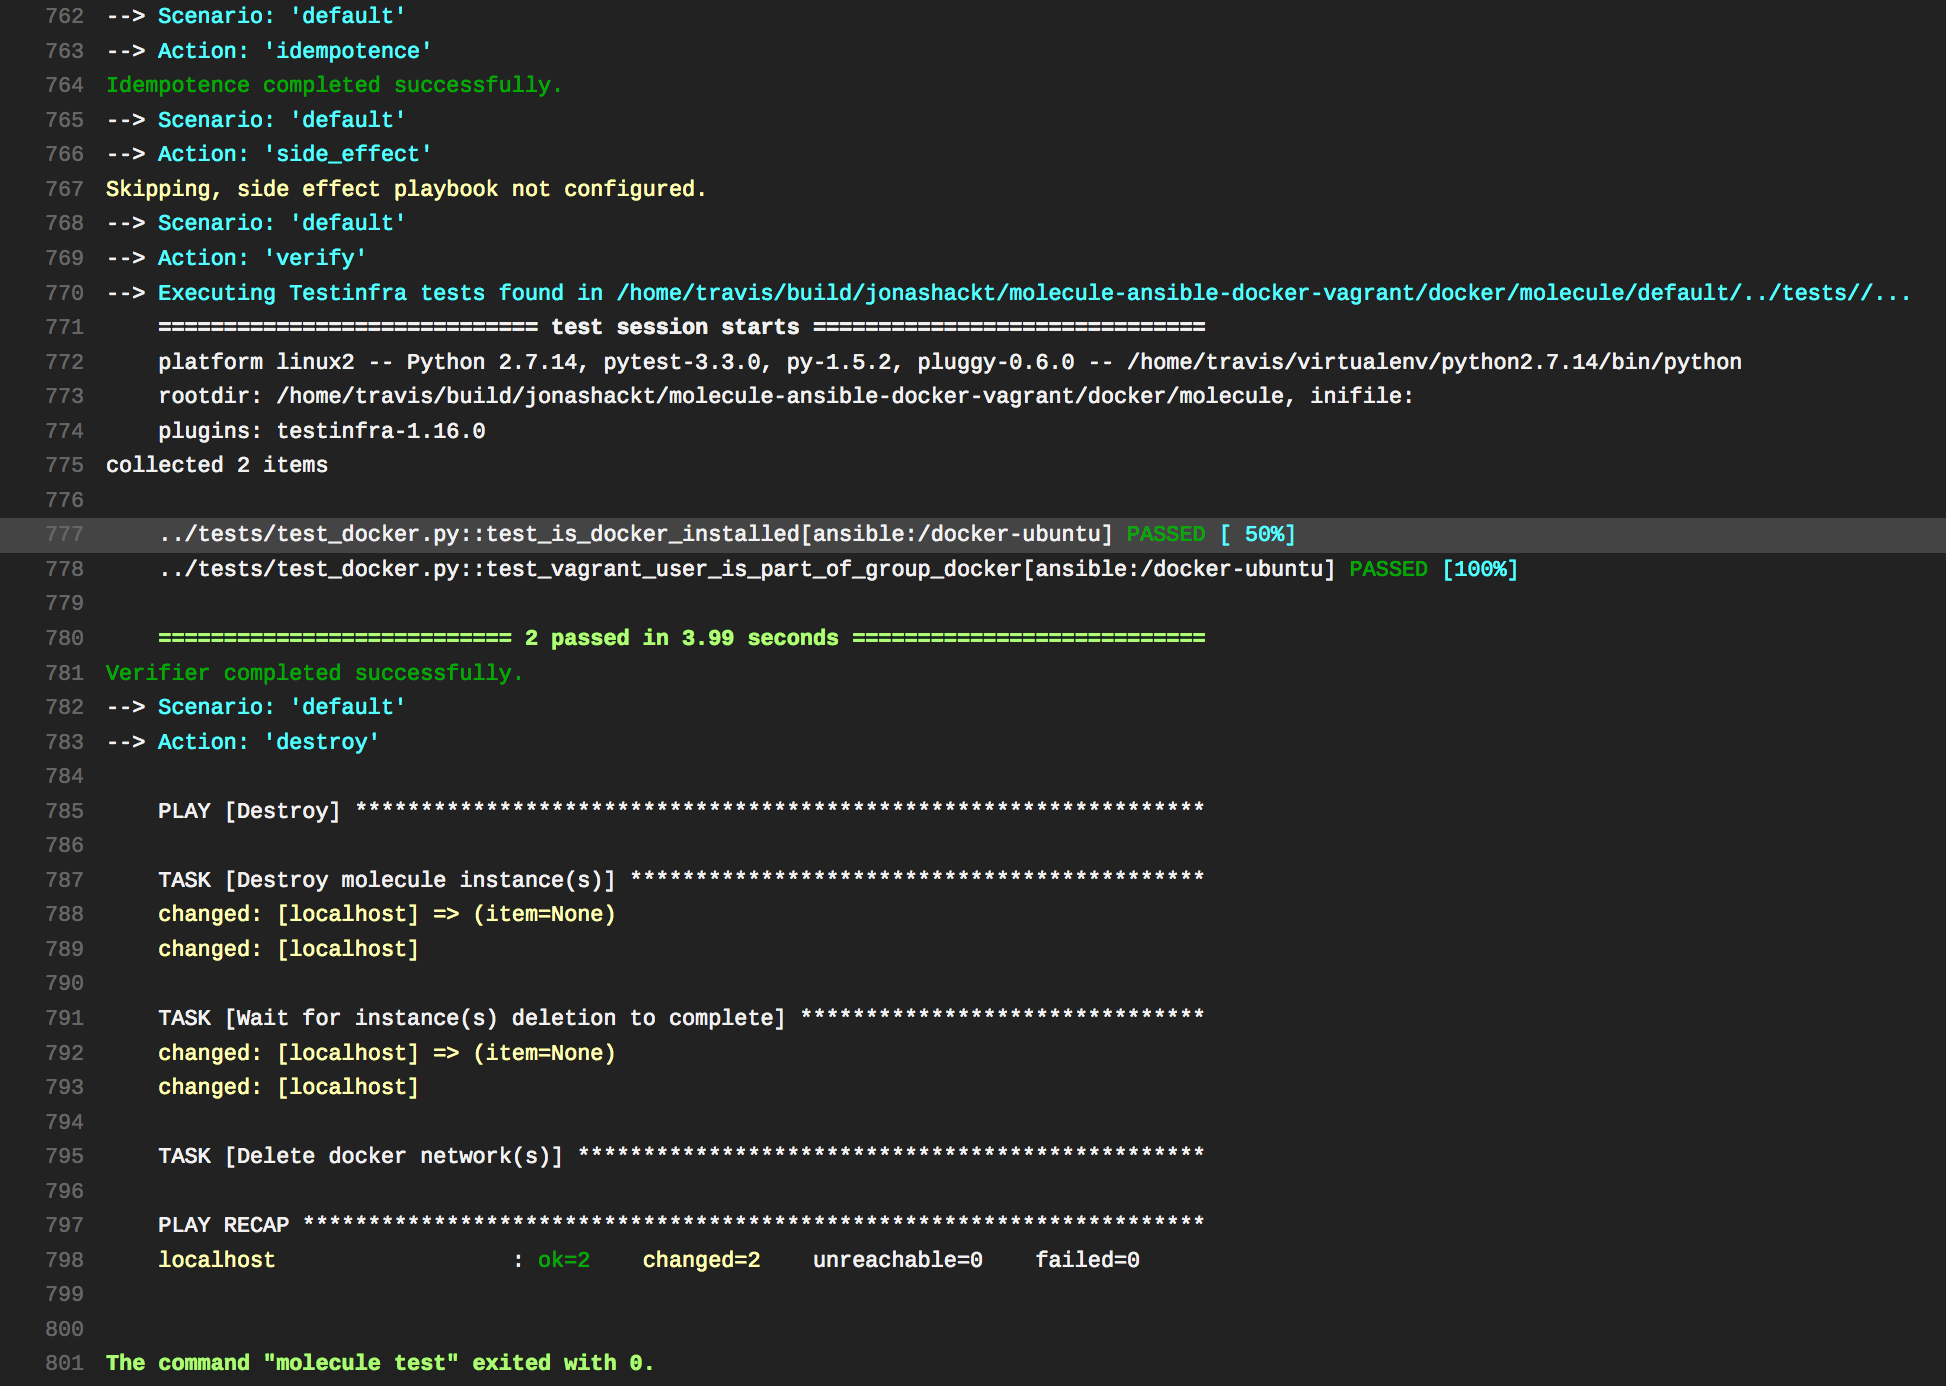 762 --> Scenario: 'default'
763 --> Action: 'idempotence'
764 Idempotence completed successfully.
765 --> Scenario: 'default'
766 --> Action: 'side_effect'
767 Skipping, side effect playbook not configured.
768 --> Scenario: 'default'
769 --> Action: 'verify'
770 --> Executing Testinfra tests found in /home/travis/build/jonashackt/molecule-ansible-docker-vagrant/docker/molecule/default/../tests//...
771     ============================= test session starts ==============================
772     platform linux2 -- Python 2.7.14, pytest-3.3.0, py-1.5.2, pluggy-0.6.0 -- /home/travis/virtualenv/python2.7.14/bin/python
773     rootdir: /home/travis/build/jonashackt/molecule-ansible-docker-vagrant/docker/molecule, inifile:
774     plugins: testinfra-1.16.0
775 collected 2 items
776
777     ../tests/test_docker.py::test_is_docker_installed[ansible:/docker-ubuntu] PASSED [ 50%]
778     ../tests/test_docker.py::test_vagrant_user_is_part_of_group_docker[ansible:/docker-ubuntu] PASSED [100%]
779
780     =========================== 2 passed in 3.99 seconds ===========================
781 Verifier completed successfully.
782 --> Scenario: 'default'
783 --> Action: 'destroy'
784
785     PLAY [Destroy] *****************************************************************
786
787     TASK [Destroy molecule instance(s)] ********************************************
788     changed: [localhost] => (item=None)
789     changed: [localhost]
790
791     TASK [Wait for instance(s) deletion to complete] *******************************
792     changed: [localhost] => (item=None)
793     changed: [localhost]
794
795     TASK [Delete docker network(s)] ************************************************
796
797     PLAY RECAP *********************************************************************
798     localhost                  : ok=2    changed=2    unreachable=0    failed=0
799
800
801 The command "molecule test" exited with 0.